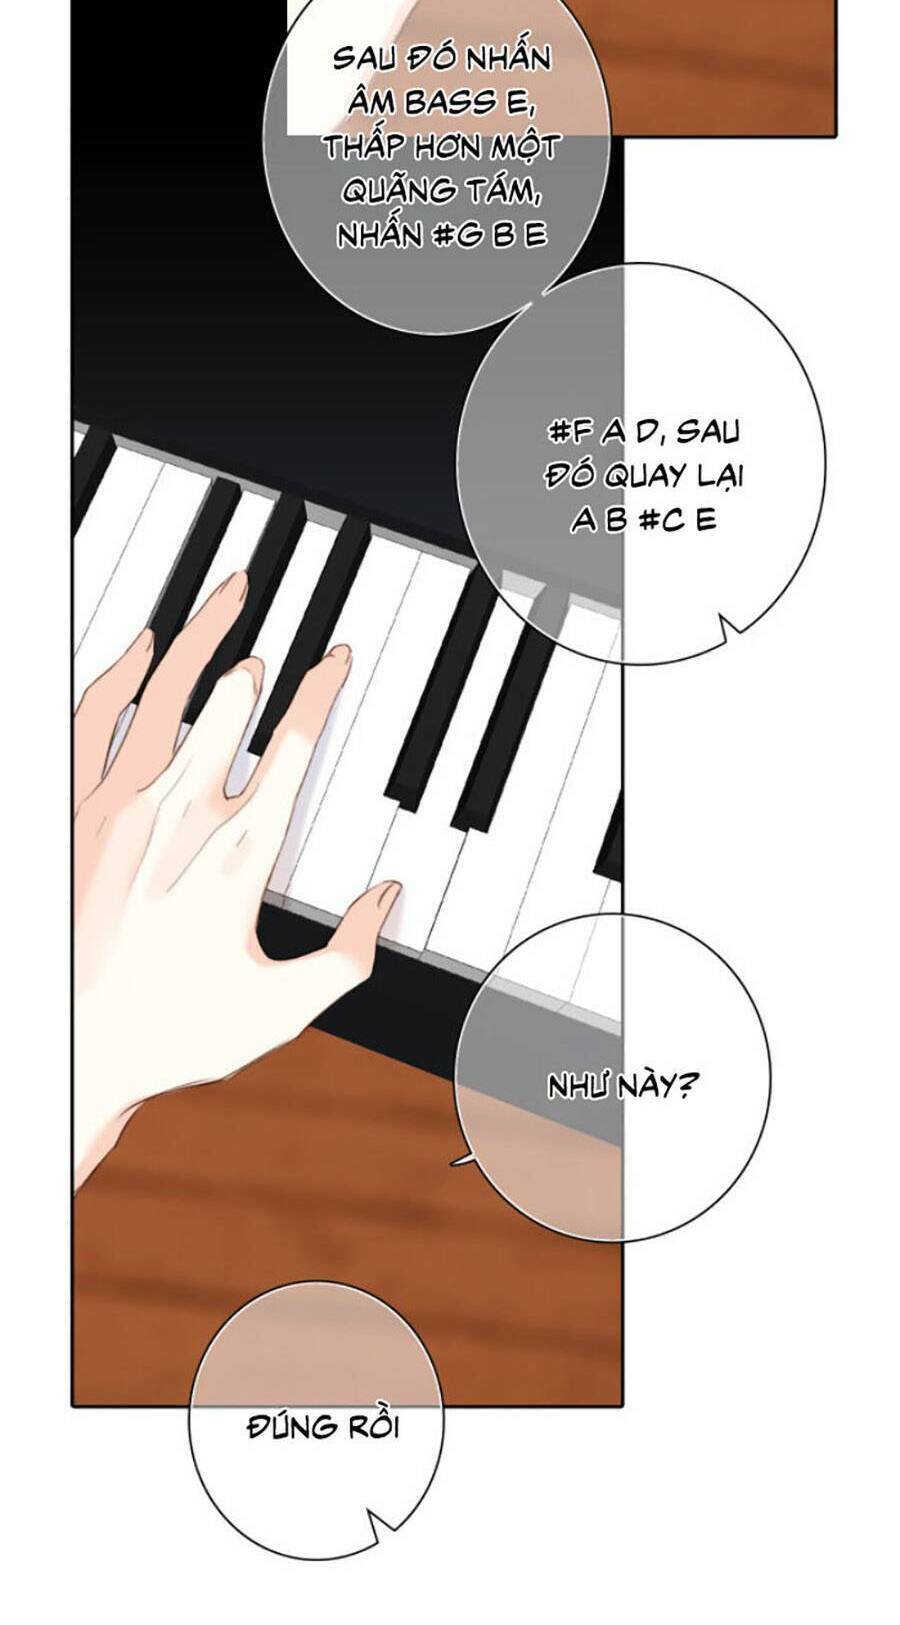 SAU ĐÓ NHẤN
ÂM BASS E,
THẤP HƠN MỘT
QUÃNG TÁM,
NHẤN #G B E
#F A D, SAU
ĐÓ QUAY LẠI
A B #C E
NHƯ NÀY?
ĐÚNG RỒI